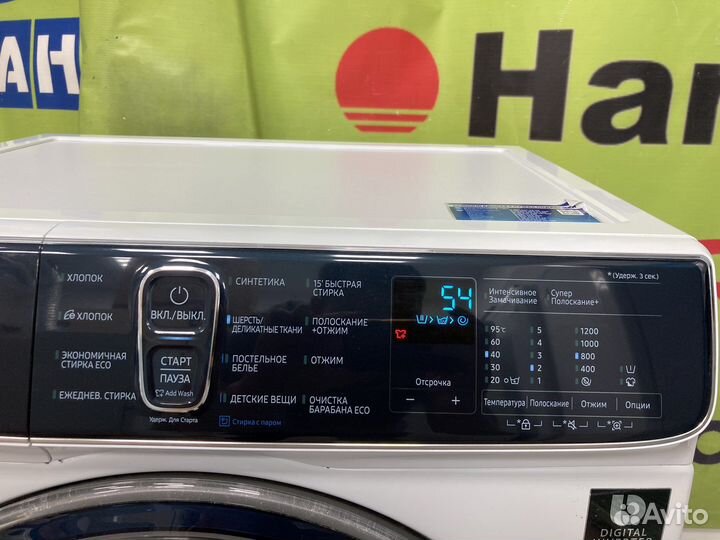 НАН
Han
ХЛОПОК
ХЛОПОК
ЭКОНОМИЧНАЯ
СТИРКА ECO
ЕЖЕДНЕВ. СТИРКА
ВКЛ./ВЫКЛ.
СТАРТ
ПАУЗА
Add Wash
Удерж. Для Старта
СИНТЕТИКА
ШЕРСТЬ/
ДЕЛИКАТНЫЕ ТКАНИ
ПОСТЕЛЬНОЕ
БЕЛЬЕ
ДЕТСКИЕ ВЕЩИ
Стирка с паром
15' БЫСТРАЯ
СТИРКА
ПОЛОСКАНИЕ
+ОТЖИМ
ОТЖИМ
ОЧИСТКА
БАРАБАНА ECO
54
Отсрочка
− +
*(Удерж. 3 сек.)
Интенсивное
Замачивание
Супер
Полоскание+
95℃ 5 1200
60 4 1000
40 3 800
30 2 400
20 1
Температура Полоскание Отжим Опции
DIGITAL
INVERTER
Avito